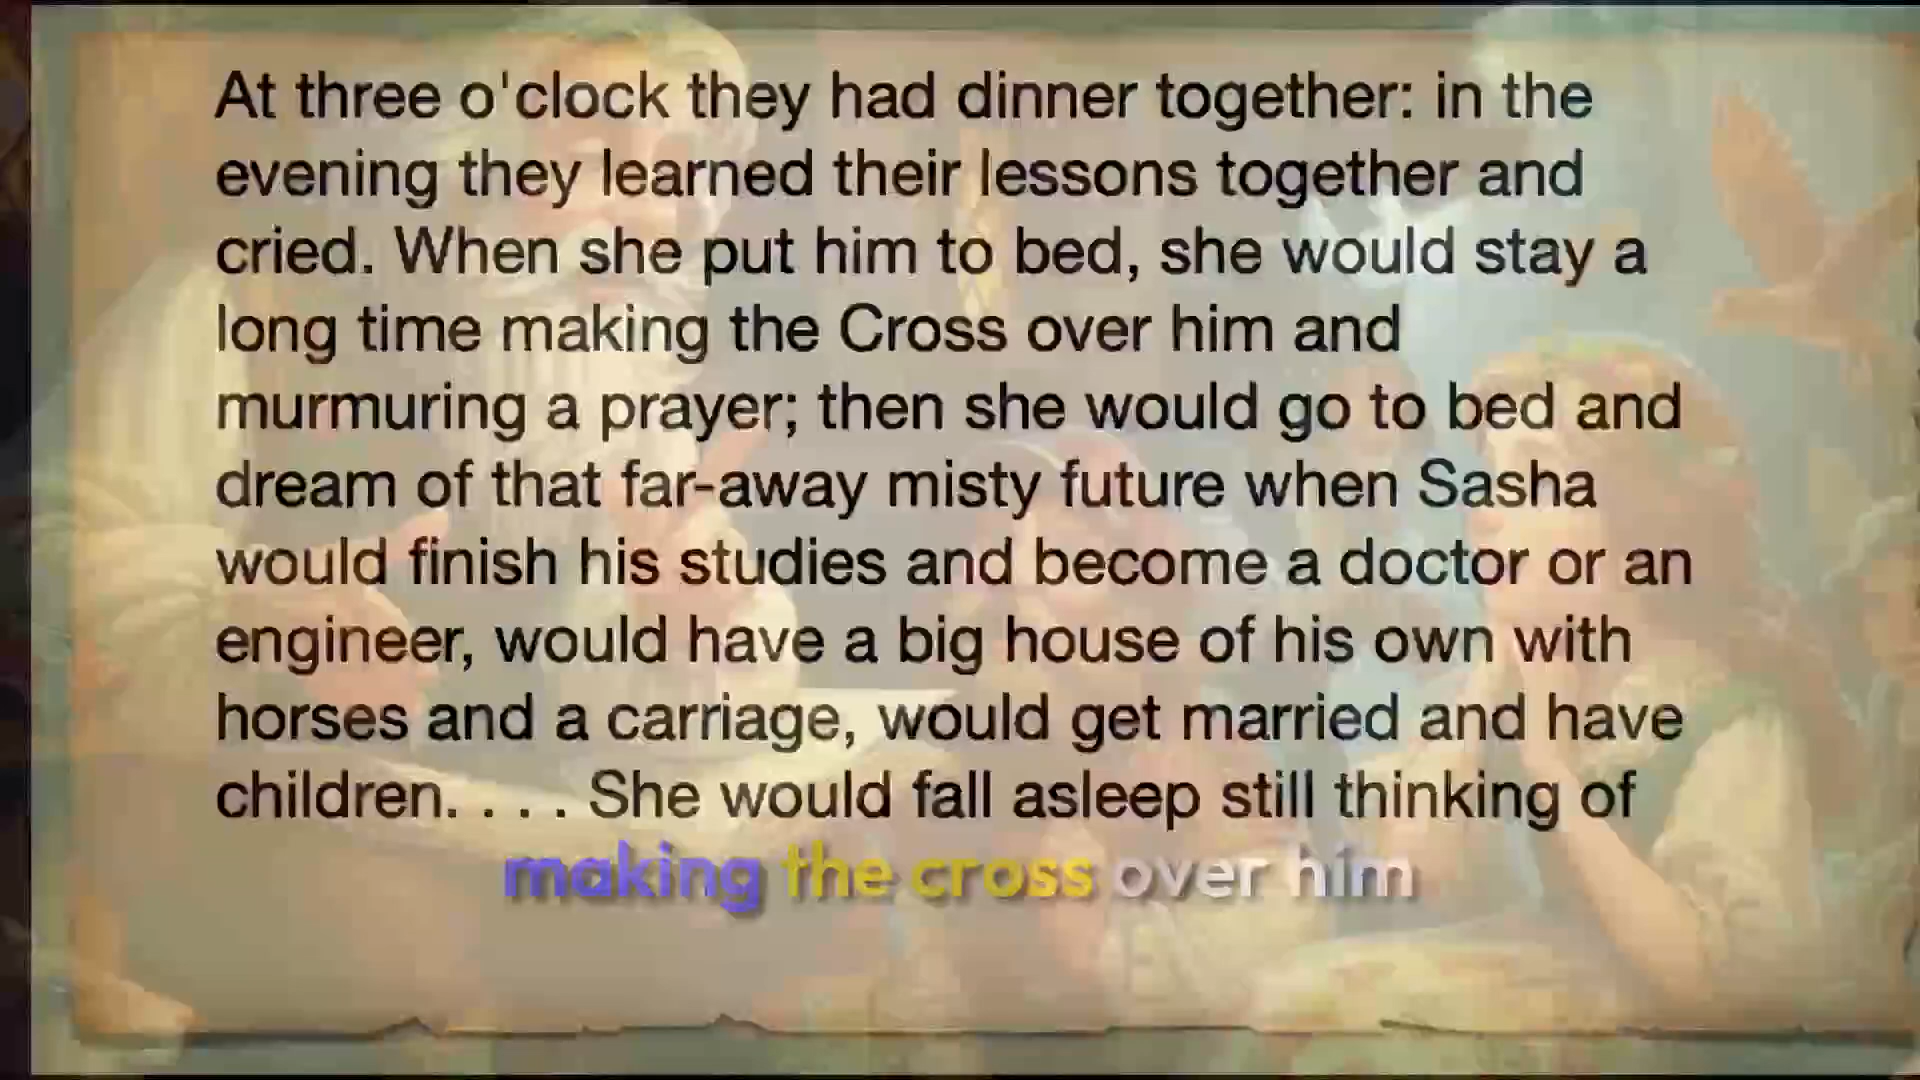 At three o'clock they had dinner together: in the
evening they learned their lessons together and
cried. When she put him to bed, she would stay a
long time making the Cross over him and
murmuring a prayer; then she would go to bed and
dream of that far-away misty future when Sasha
would finish his studies and become a doctor or an
engineer, would have a big house of his own with
horses and a carriage, would get married and have
children. . . . She would fall asleep still thinking of
making the cross over him